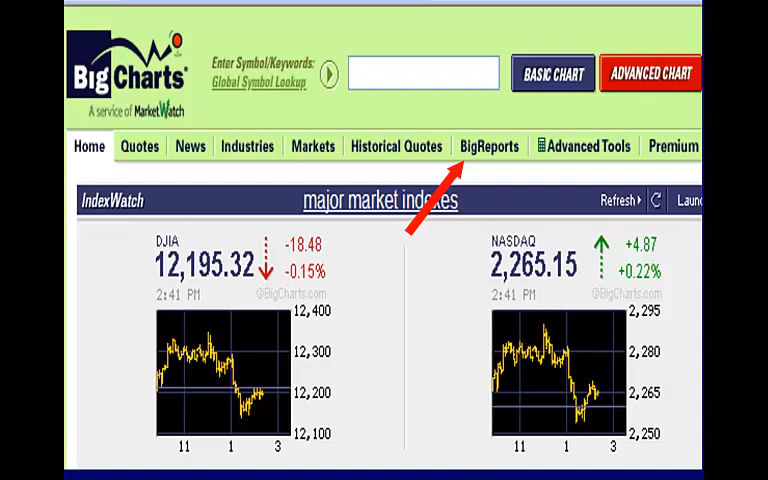 BigCharts
A service of MarketWatch
Enter Symbol/Keywords:
Global Symbol Lookup
BASIC CHART
ADVANCED CHART
Home Quotes News Industries Markets Historical Quotes BigReports Advanced Tools Premium
IndexWatch
major market indexes
Refresh
Laun
DJIA
12,195.32
-18.48
-0.15%
2:41 PM
©BigCharts.com
12,400
12,300
12,200
12,100
11 1 3
NASDAQ
2,265.15
+4.87
+0.22%
2:41 PM
©BigCharts.com
2,295
2,280
2,265
2,250
11 1 3